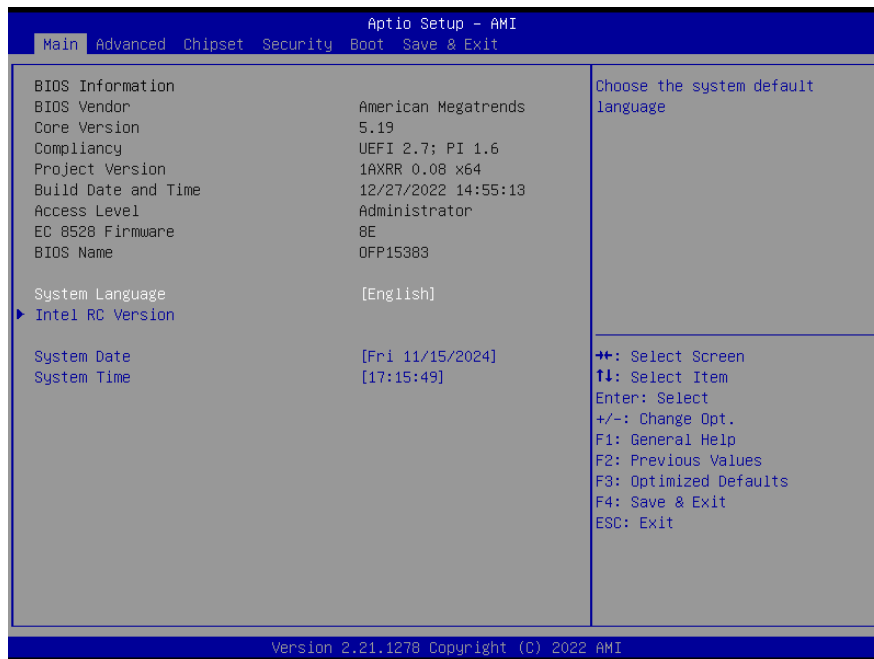 Aptio Setup - AMI
Main Advanced Chipset Security Boot Save & Exit
BIOS Information
BIOS Vendor American Megatrends
Core Version 5.19
Compliancy UEFI 2.7; PI 1.6
Project Version 1AXRR 0.08 x64
Build Date and Time 12/27/2022 14:55:13
Access Level Administrator
EC 8528 Firmware 8E
BIOS Name OFP15383
System Language [English]
Intel RC Version
System Date [Fri 11/15/2024]
System Time [17:15:49]
Choose the system default
language
→←: Select Screen
↑↓: Select Item
Enter: Select
+/-: Change Opt.
F1: General Help
F2: Previous Values
F3: Optimized Defaults
F4: Save & Exit
ESC: Exit
Version 2.21.1278 Copyright (C) 2022 AMI